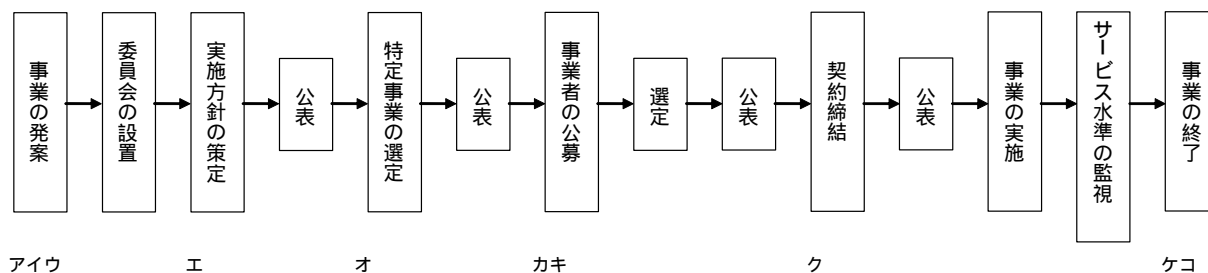 事業の発案
委員会の設置
実施方針の策定
公表
特定事業の選定
公表
事業者の公募
選定
公表
契約締結
公表
事業の実施
サービス水準の監視
事業の終了
アイウ
エ
オ
カキ
ク
ケコ